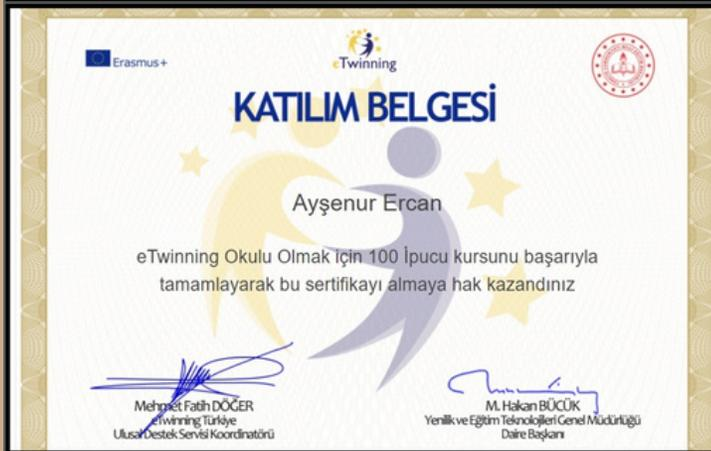 Erasmus+
eTwinning
KATILIM BELGESİ
Ayşenur Ercan
eTwinning Okulu Olmak için 100 İpucu kursunu başarıyla
tamamlayarak bu sertifikayı almaya hak kazandınız
Mehmet Fatih DÖĞER
eTwinning Türkiye
Ulusal Destek Servisi Koordinatörü
M. Hakan BÜCÜK
Yenilik ve Eğitim Teknolojileri Genel Müdürlüğü
Daire Başkanı